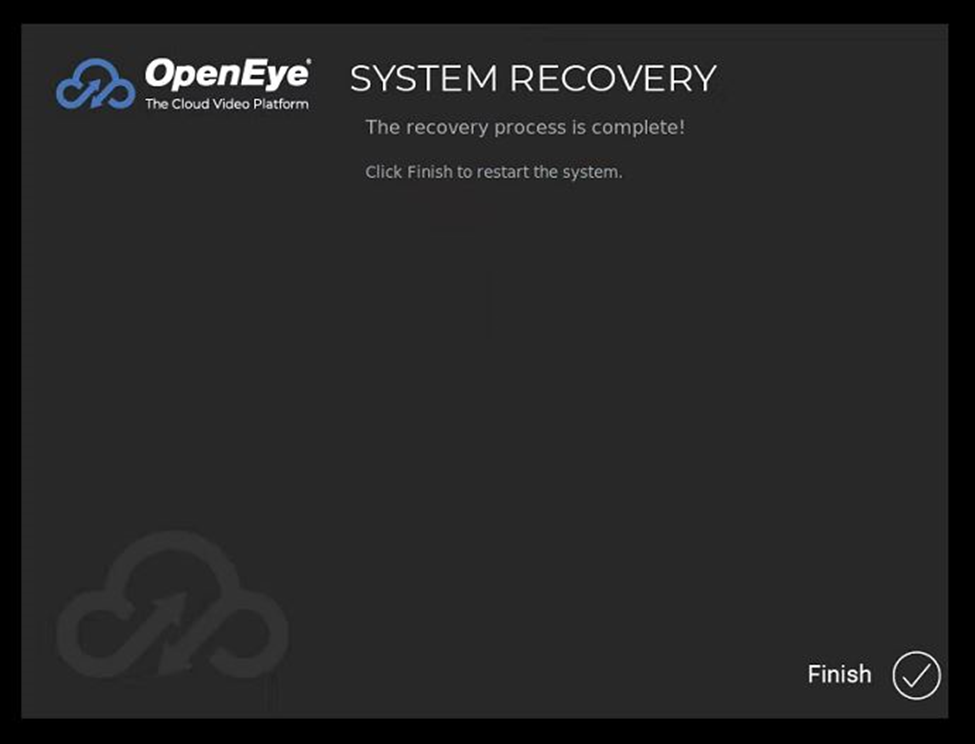 OpenEye®
The Cloud Video Platform
SYSTEM RECOVERY
The recovery process is complete!
Click Finish to restart the system.
Finish